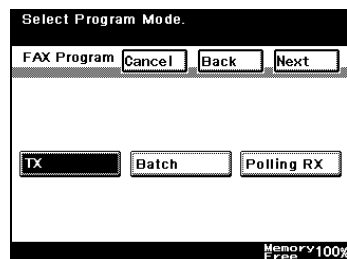 Select Program Mode.
FAX Program Cancel Back Next
TX Batch Polling RX
Memory 100%
Free